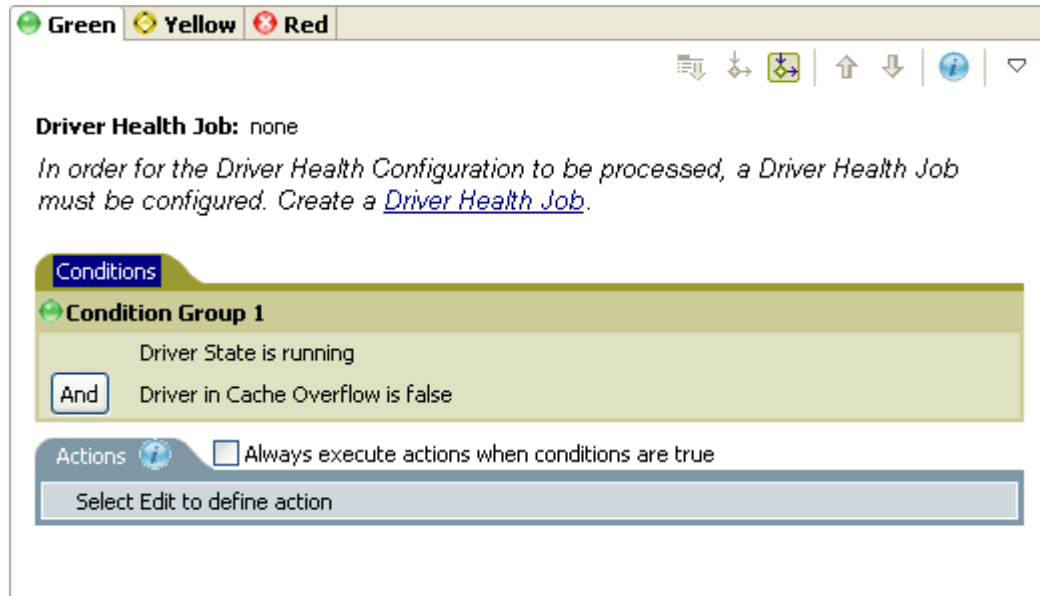 Green Yellow Red
Driver Health Job: none
In order for the Driver Health Configuration to be processed, a Driver Health Job
must be configured. Create a Driver Health Job.
Conditions
Condition Group 1
Driver State is running
And Driver in Cache Overflow is false
Actions Always execute actions when conditions are true
Select Edit to define action